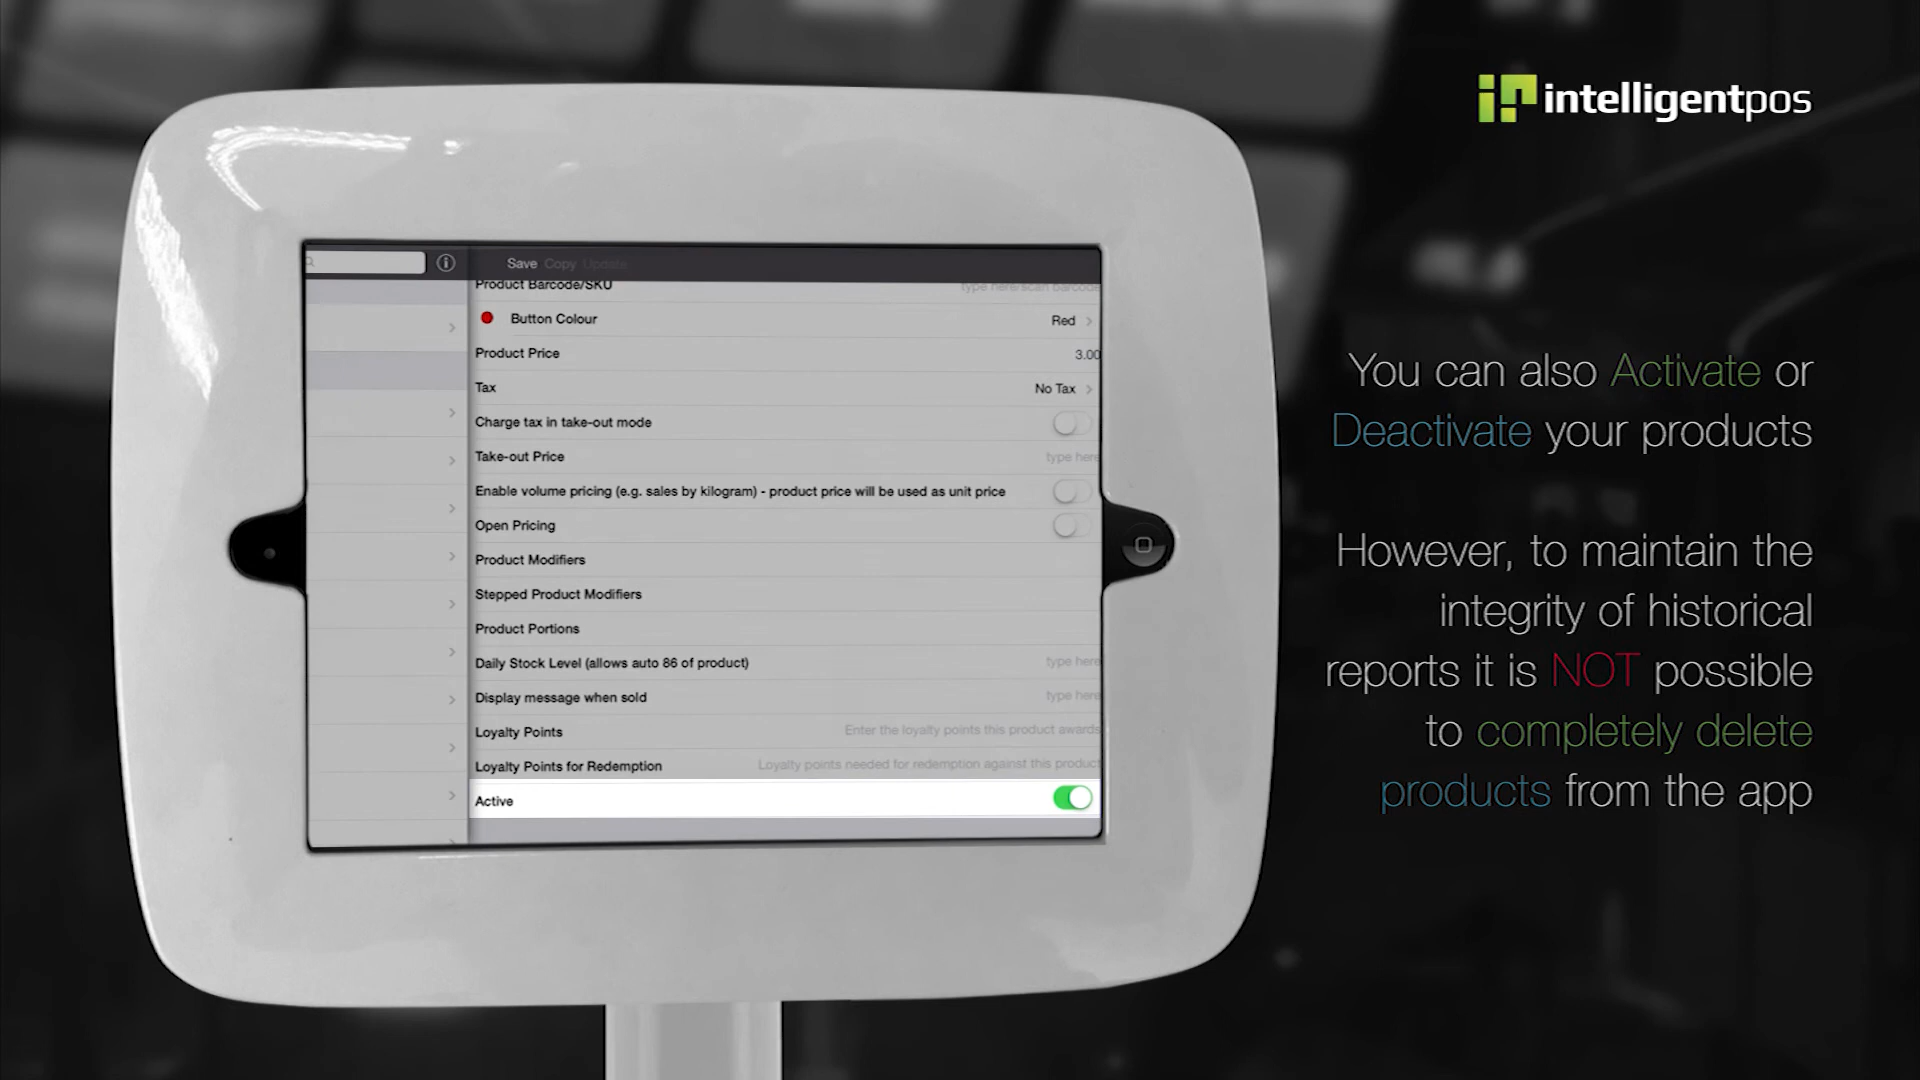 intelligentpos
Save Copy Update
Product Barcode/SKU type here/scan barcode
Button Colour Red
Product Price 3.00
Tax No Tax
Charge tax in take-out mode
Take-out Price type here
Enable volume pricing (e.g. sales by kilogram) - product price will be used as unit price
Open Pricing
Product Modifiers
Stepped Product Modifiers
Product Portions
Daily Stock Level (allows auto 86 of product) type here
Display message when sold type here
Loyalty Points Enter the loyalty points this product awards
Loyalty Points for Redemption Loyalty points needed for redemption against this product
Active
You can also Activate or
Deactivate your products
However, to maintain the
integrity of historical
reports it is NOT possible
to completely delete
products from the app